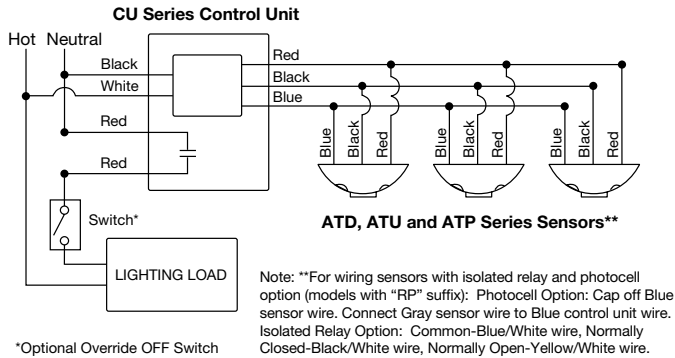 CU Series Control Unit
Hot Neutral
Black
White
Red
Red
Red
Black
Blue
Blue
Black
Red
Blue
Black
Red
Blue
Black
Red
Switch*
ATD, ATU and ATP Series Sensors**
LIGHTING LOAD
Note: **For wiring sensors with isolated relay and photocell
option (models with “RP” suffix): Photocell Option: Cap off Blue
sensor wire. Connect Gray sensor wire to Blue control unit wire.
Isolated Relay Option: Common-Blue/White wire, Normally
Closed-Black/White wire, Normally Open-Yellow/White wire.
*Optional Override OFF Switch